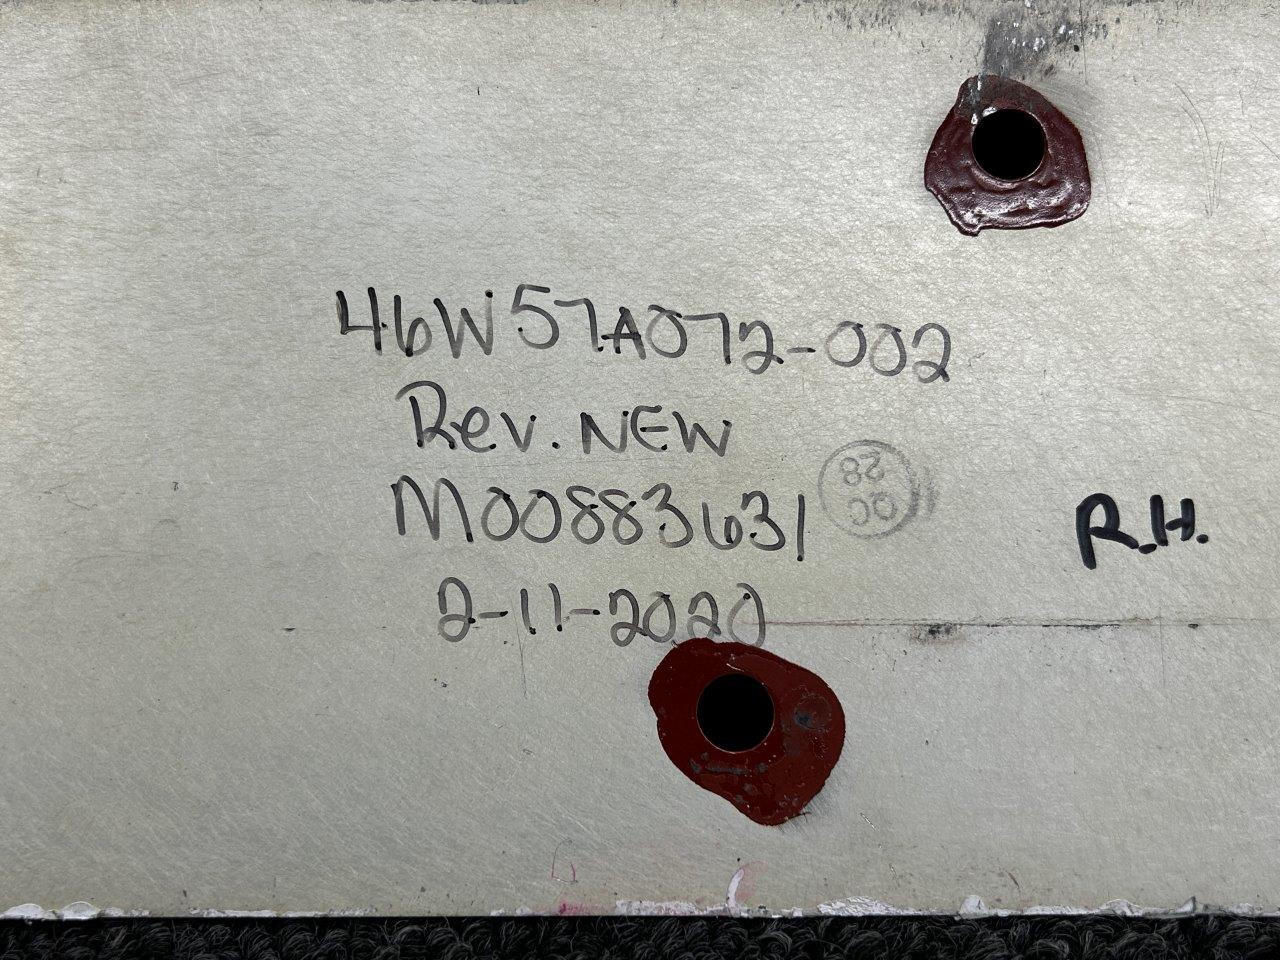 46W57A072-002
Rev. NEW
M00883631
QC
28
R.H.
2-11-2020